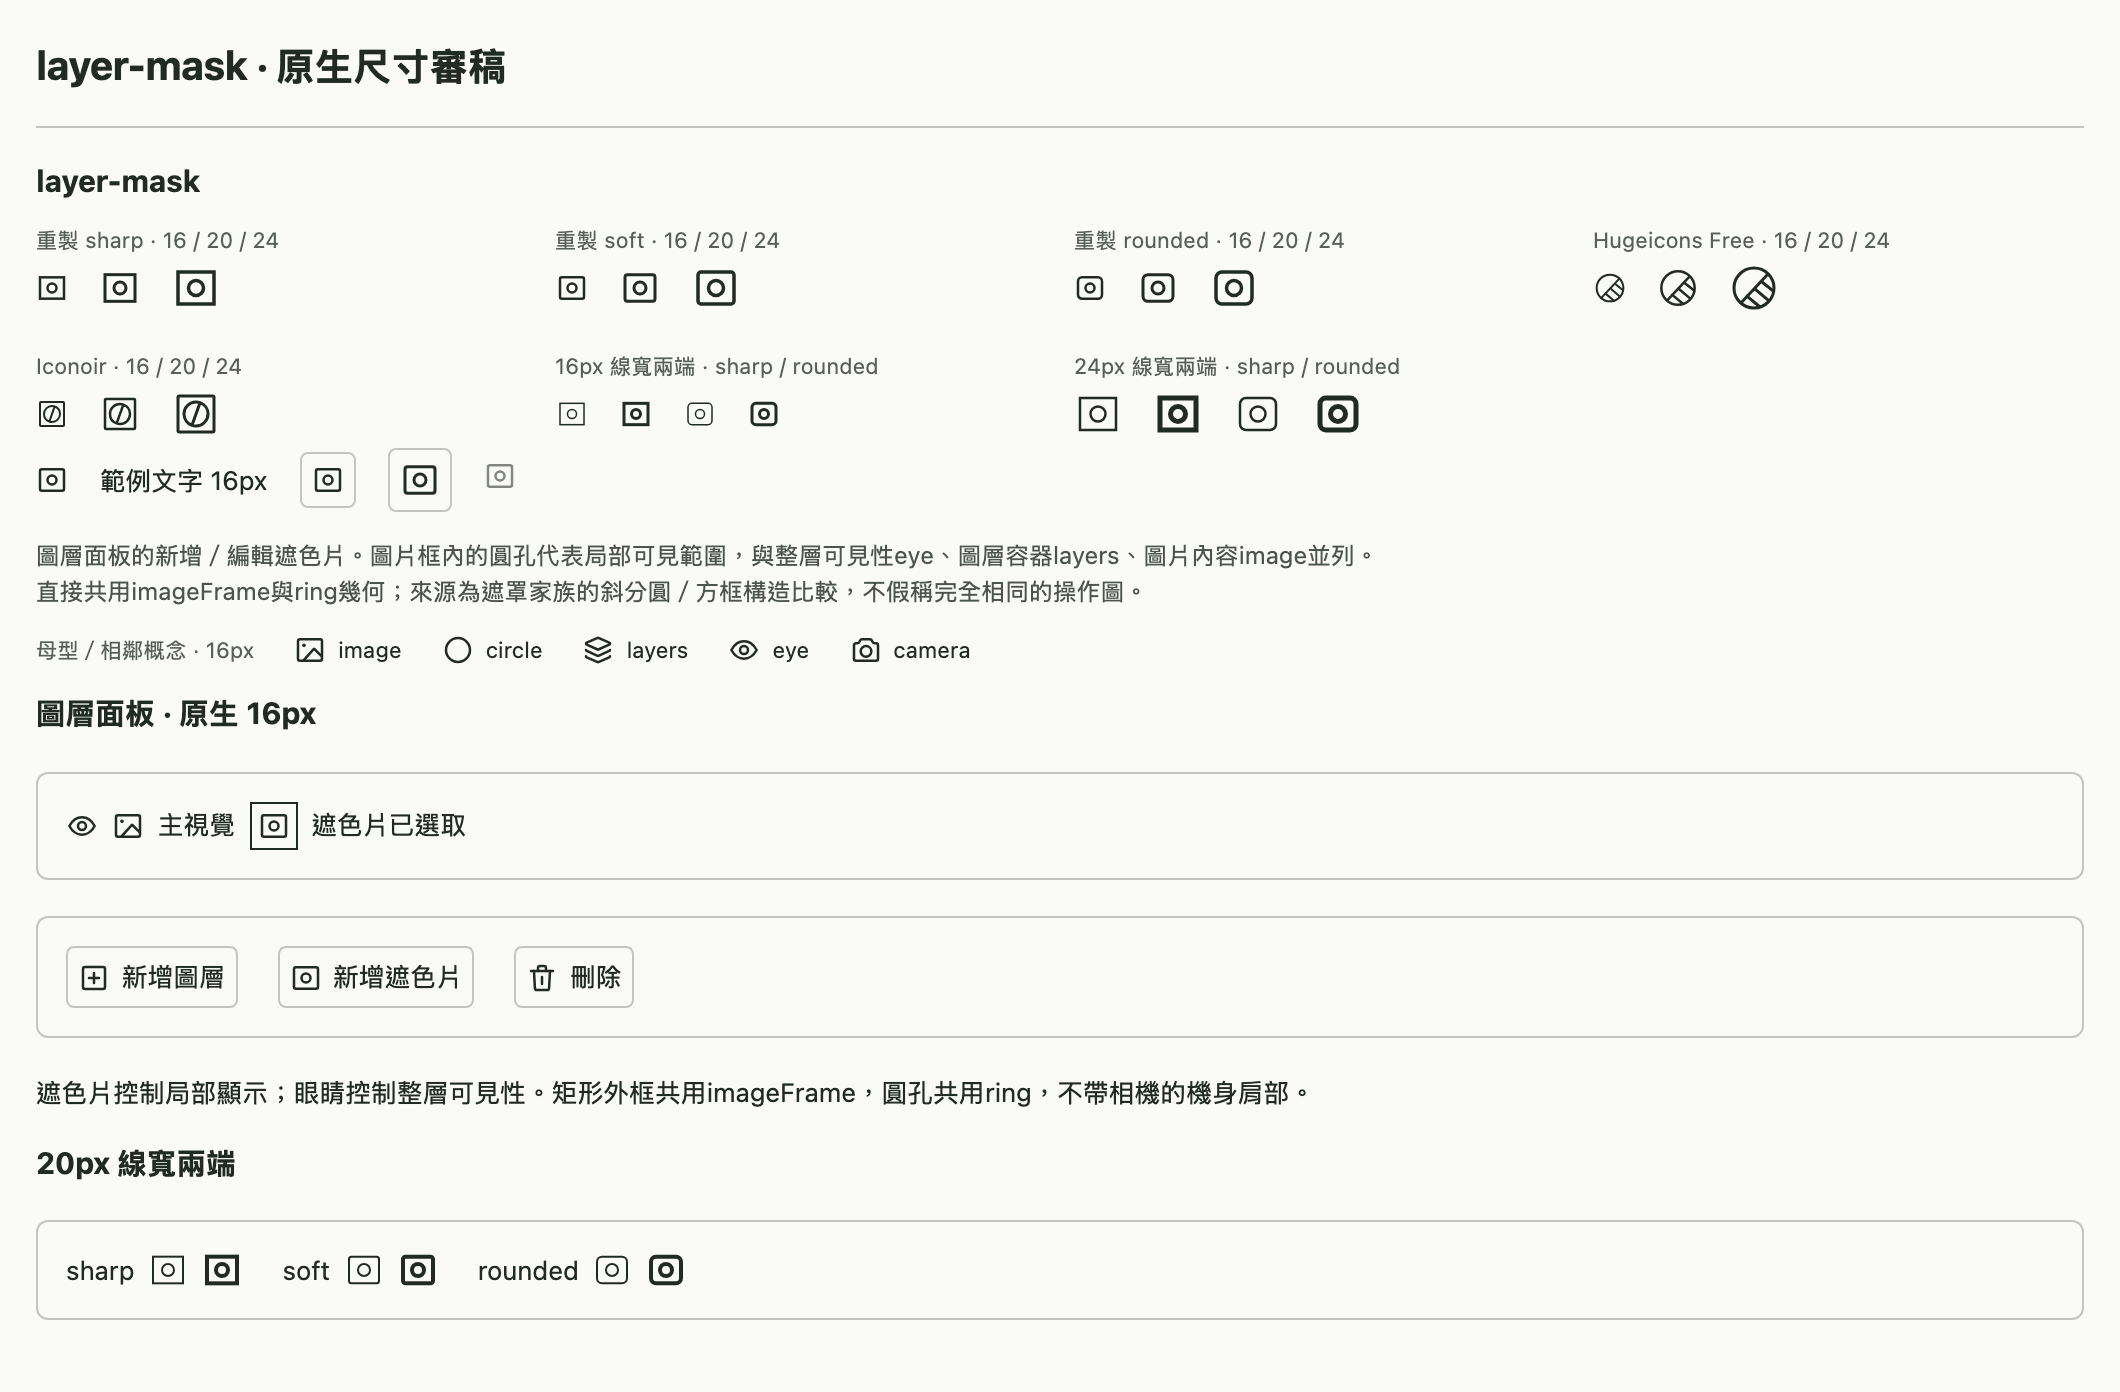 layer-mask · 原生尺寸審稿
layer-mask
重製 sharp · 16 / 20 / 24
重製 soft · 16 / 20 / 24
重製 rounded · 16 / 20 / 24
Hugeicons Free · 16 / 20 / 24
Iconoir · 16 / 20 / 24
16px 線寬兩端 · sharp / rounded
24px 線寬兩端 · sharp / rounded
範例文字 16px
圖層面板的新增 / 編輯遮色片。圖片框內的圓孔代表局部可見範圍，與整層可見性eye、圖層容器layers、圖片內容image並列。
直接共用imageFrame與ring幾何；來源為遮罩家族的斜分圓 / 方框構造比較，不假稱完全相同的操作圖。
母型 / 相鄰概念 · 16px
image
circle
layers
eye
camera
圖層面板 · 原生 16px
主視覺
遮色片已選取
新增圖層
新增遮色片
刪除
遮色片控制局部顯示；眼睛控制整層可見性。矩形外框共用imageFrame，圓孔共用ring，不帶相機的機身肩部。
20px 線寬兩端
sharp
soft
rounded